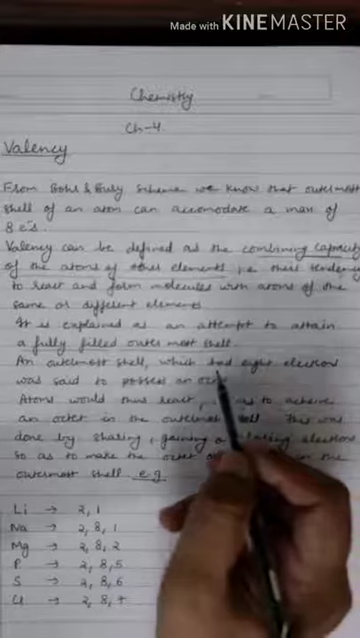 Made with KINEMASTER
Chemistry
Ch-4
Valency
From Bohr & Bury Scheme we know that outermost
shell of an atom can accomodate a max of
8 e⁻s.
Valency can be defined as the combining capacity
of the atoms of other elements, i.e their tendency
to react and form molecules with atoms of the
same or different elements
It is explained as an attempt to attain
a fully filled outer most shell.
An outermost shell, which had eight electrons
was said to possess an
Atoms would thus react, as to achieve
an octet in the outermost This was
done by sharing, gaining or electrons
so as to make the octet in the
outermost shell. e.g
Li → 2, 1
Na → 2, 8, 1
Mg → 2, 8, 2
P → 2, 8, 5
S → 2, 8, 6
Cl → 2, 8, 7